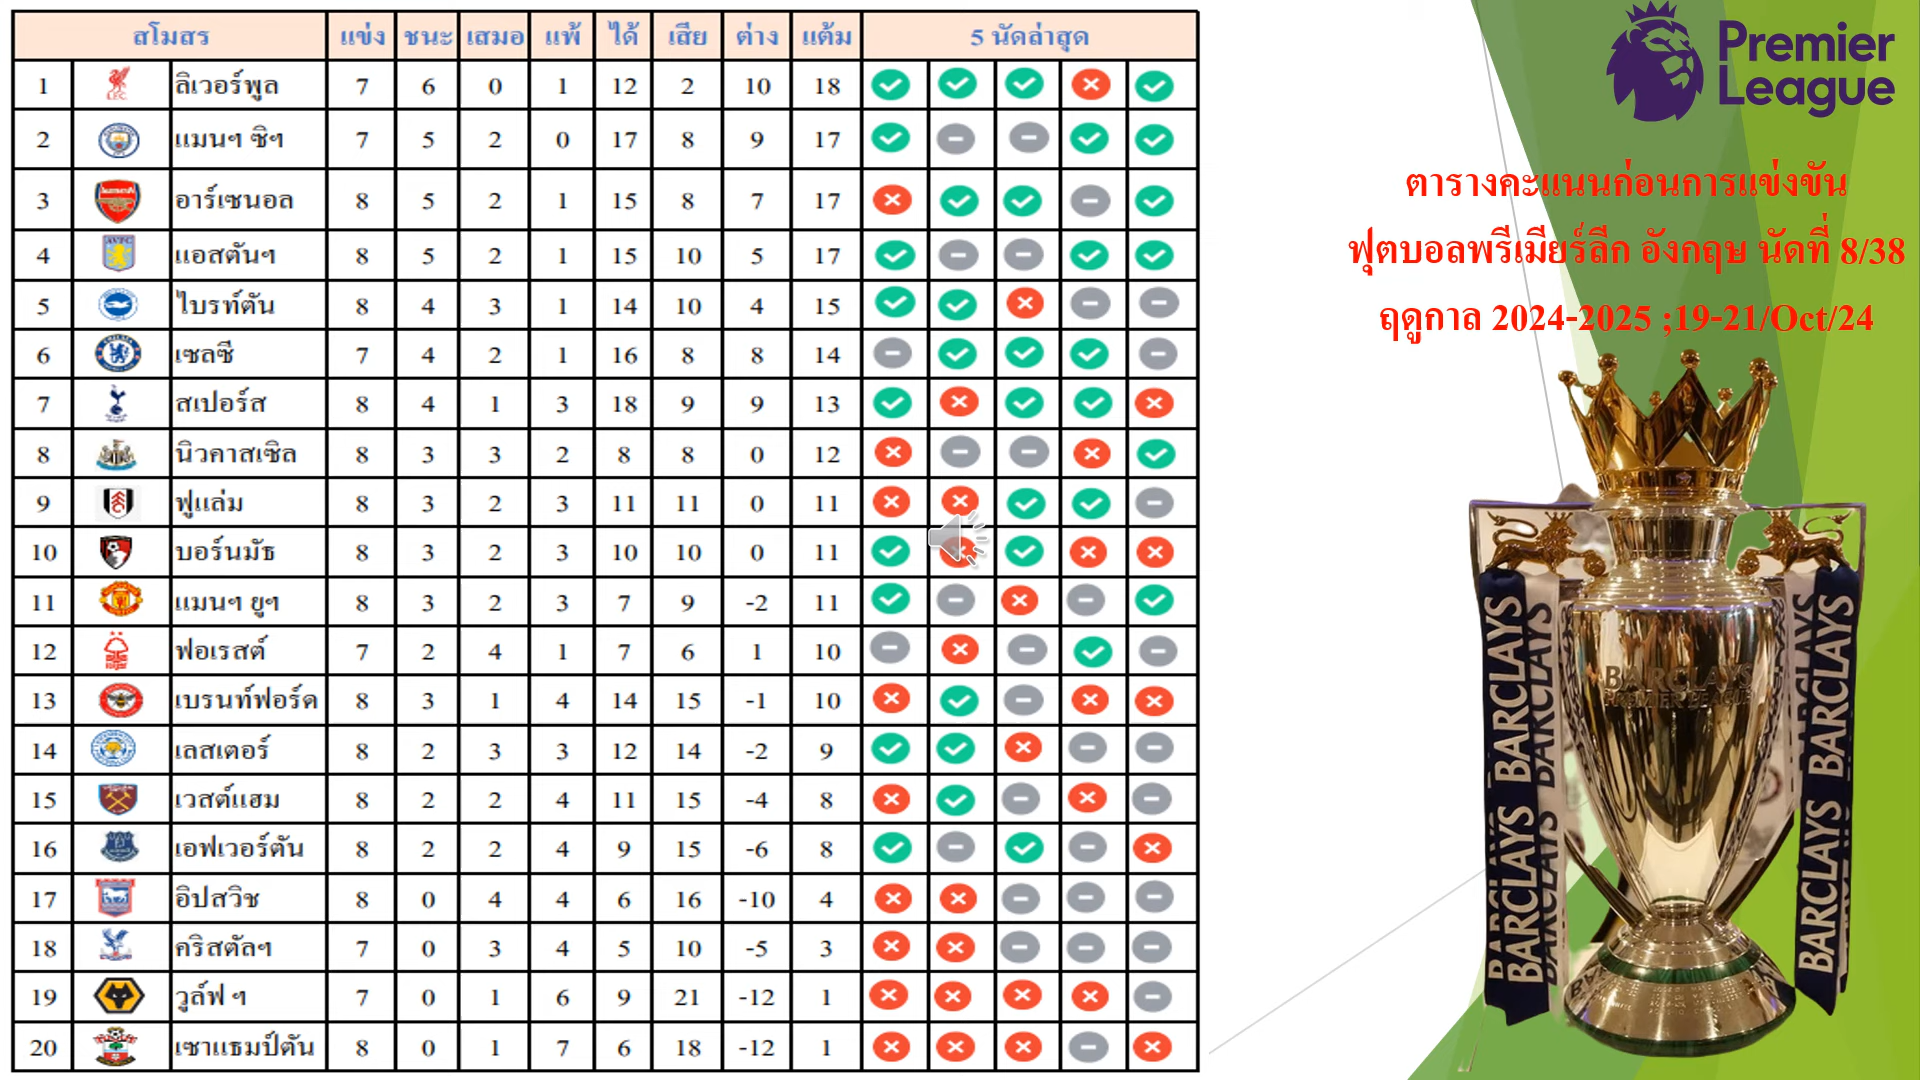 สโมสร แข่ง ชนะ เสมอ แพ้ ได้ เสีย ต่าง แต้ม 5 นัดล่าสุด
1 ลิเวอร์พูล 7 6 0 1 12 2 10 18
2 แมนฯ ซิฯ 7 5 2 0 17 8 9 17
3 อาร์เซนอล 8 5 2 1 15 8 7 17
4 แอสตันฯ 8 5 2 1 15 10 5 17
5 ไบรท์ตัน 8 4 3 1 14 10 4 15
6 เชลซี 7 4 2 1 16 8 8 14
7 สเปอร์ส 8 4 1 3 18 9 9 13
8 นิวคาสเซิล 8 3 3 2 8 8 0 12
9 ฟูแล่ม 8 3 2 3 11 11 0 11
10 บอร์นมัธ 8 3 2 3 10 10 0 11
11 แมนฯ ยูฯ 8 3 2 3 7 9 -2 11
12 ฟอเรสต์ 7 2 4 1 7 6 1 10
13 เบรนท์ฟอร์ด 8 3 1 4 14 15 -1 10
14 เลสเตอร์ 8 2 3 3 12 14 -2 9
15 เวสต์แฮม 8 2 2 4 11 15 -4 8
16 เอฟเวอร์ตัน 8 2 2 4 9 15 -6 8
17 อิปสวิช 8 0 4 4 6 16 -10 4
18 คริสตัลฯ 7 0 3 4 5 10 -5 3
19 วูล์ฟ ฯ 7 0 1 6 9 21 -12 1
20 เซาแธมป์ตัน 8 0 1 7 6 18 -12 1
Premier
League
ตารางคะแนนก่อนการแข่งขัน
ฟุตบอลพรีเมียร์ลีก อังกฤษ นัดที่ 8/38
ฤดูกาล 2024-2025 ;19-21/Oct/24
BARCLAYS
BARCLAYS
BARCLAYS
BARCLAYS
BARCLAYS
BARCLAYS
BARCLAYS
BARCLAYS